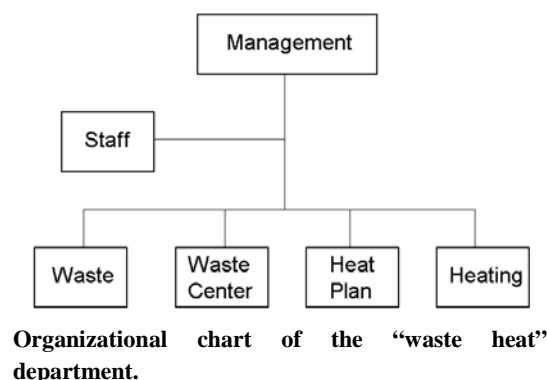 Management
Staff
Waste
Waste
Center
Heat
Plan
Heating
Organizational chart of the “waste heat”
department.